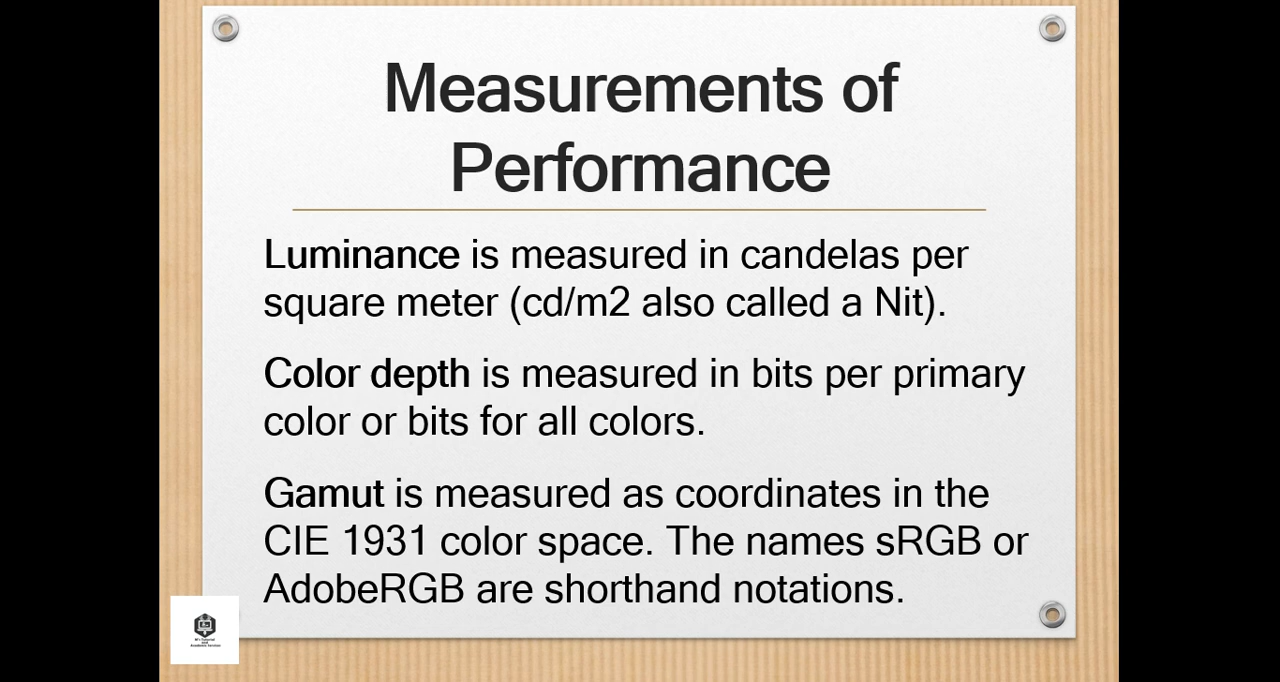 Measurements of
Performance
Luminance is measured in candelas per
square meter (cd/m2 also called a Nit).
Color depth is measured in bits per primary
color or bits for all colors.
Gamut is measured as coordinates in the
CIE 1931 color space. The names sRGB or
AdobeRGB are shorthand notations.